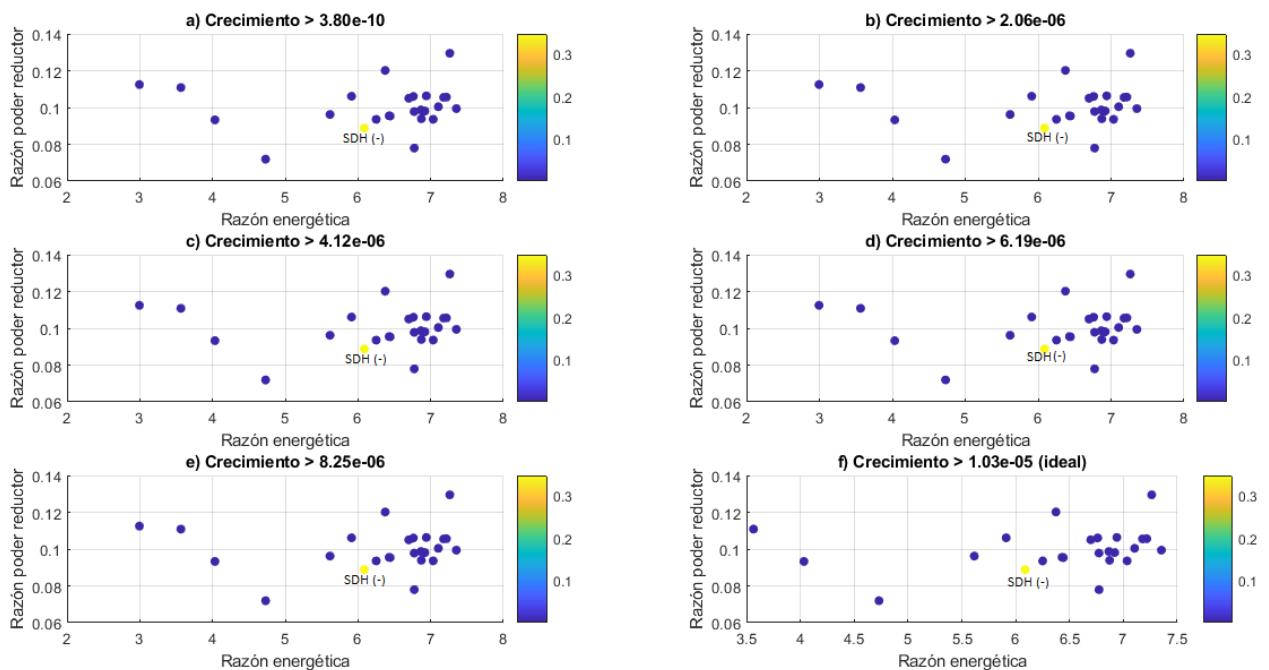 a) Crecimiento > 3.80e-10
0.14
0.12
0.1
0.08
0.06
Razón poder reductor
2 3 4 5 6 7 8
Razón energética
SDH (-)
0.3
0.2
0.1
b) Crecimiento > 2.06e-06
0.14
0.12
0.1
0.08
0.06
Razón poder reductor
2 3 4 5 6 7 8
Razón energética
SDH (-)
0.3
0.2
0.1
c) Crecimiento > 4.12e-06
0.14
0.12
0.1
0.08
0.06
Razón poder reductor
2 3 4 5 6 7 8
Razón energética
SDH (-)
0.3
0.2
0.1
d) Crecimiento > 6.19e-06
0.14
0.12
0.1
0.08
0.06
Razón poder reductor
2 3 4 5 6 7 8
Razón energética
SDH (-)
0.3
0.2
0.1
e) Crecimiento > 8.25e-06
0.14
0.12
0.1
0.08
0.06
Razón poder reductor
2 3 4 5 6 7 8
Razón energética
SDH (-)
0.3
0.2
0.1
f) Crecimiento > 1.03e-05 (ideal)
0.14
0.12
0.1
0.08
0.06
Razón poder reductor
3.5 4 4.5 5 5.5 6 6.5 7 7.5
Razón energética
SDH (-)
0.3
0.2
0.1